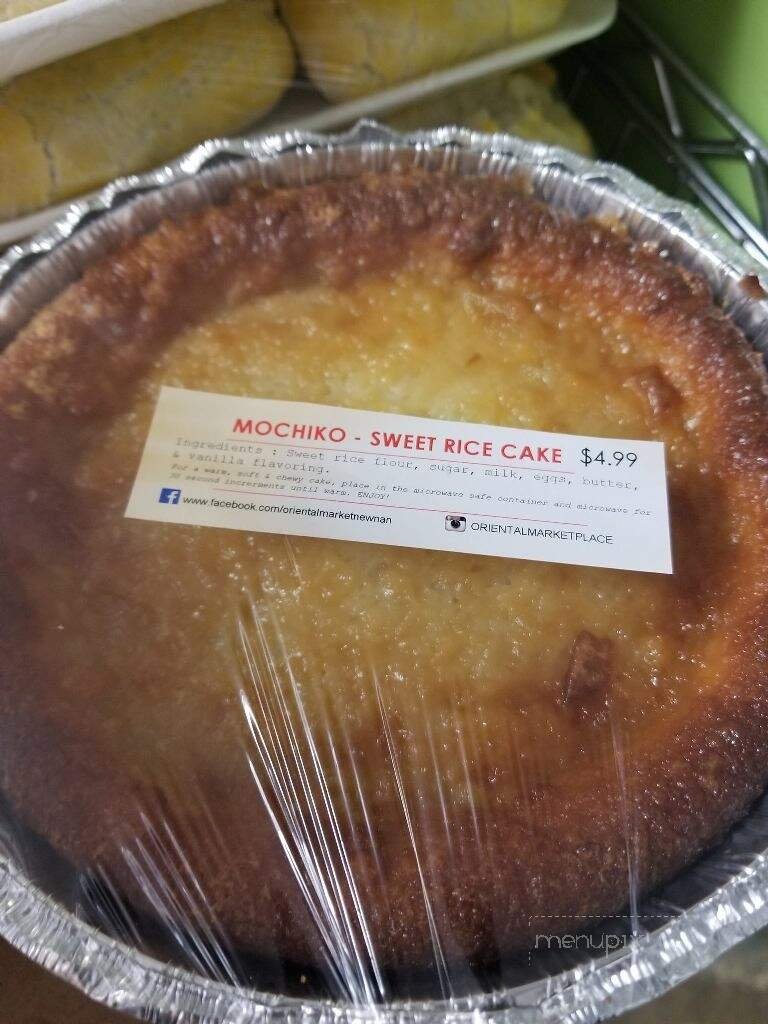 MOCHIKO - SWEET RICE CAKE $4.99
Ingredients : Sweet rice flour, sugar, milk, eggs, butter,
& vanilla flavoring.
For a warm, soft & chewy cake, place in the microwave safe container and microwave for
30 second increments until warm. ENJOY!
www.facebook.com/orientalmarketnewnan
ORIENTALMARKETPLACE
menupix